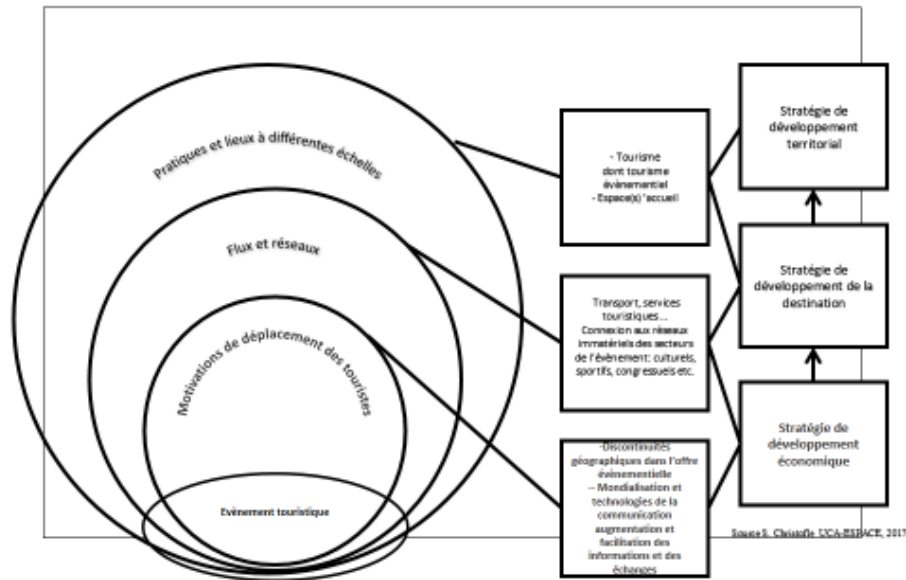 Pratiques et lieux à différentes échelles
Flux et réseaux
Motivations de déplacement des touristes
Evènement touristique
- Tourisme
dont tourisme
évènementiel
- Espace(s) 'accueil
Transport, services
touristiques ...
Connexion aux réseaux
immatériels des secteurs
de l'évènement: culturels,
sportifs, congressuels etc.
-Discontinuités
géographiques dans l'offre
évènementielle
-- Mondialisation et
technologies de la
communication
augmentation et
facilitation des
informations et des
échanges
Stratégie de
développement
territorial
Stratégie de
développement de la
destination
Stratégie de
développement
économique
Source S. Christofle UCA-ESPACE, 2017